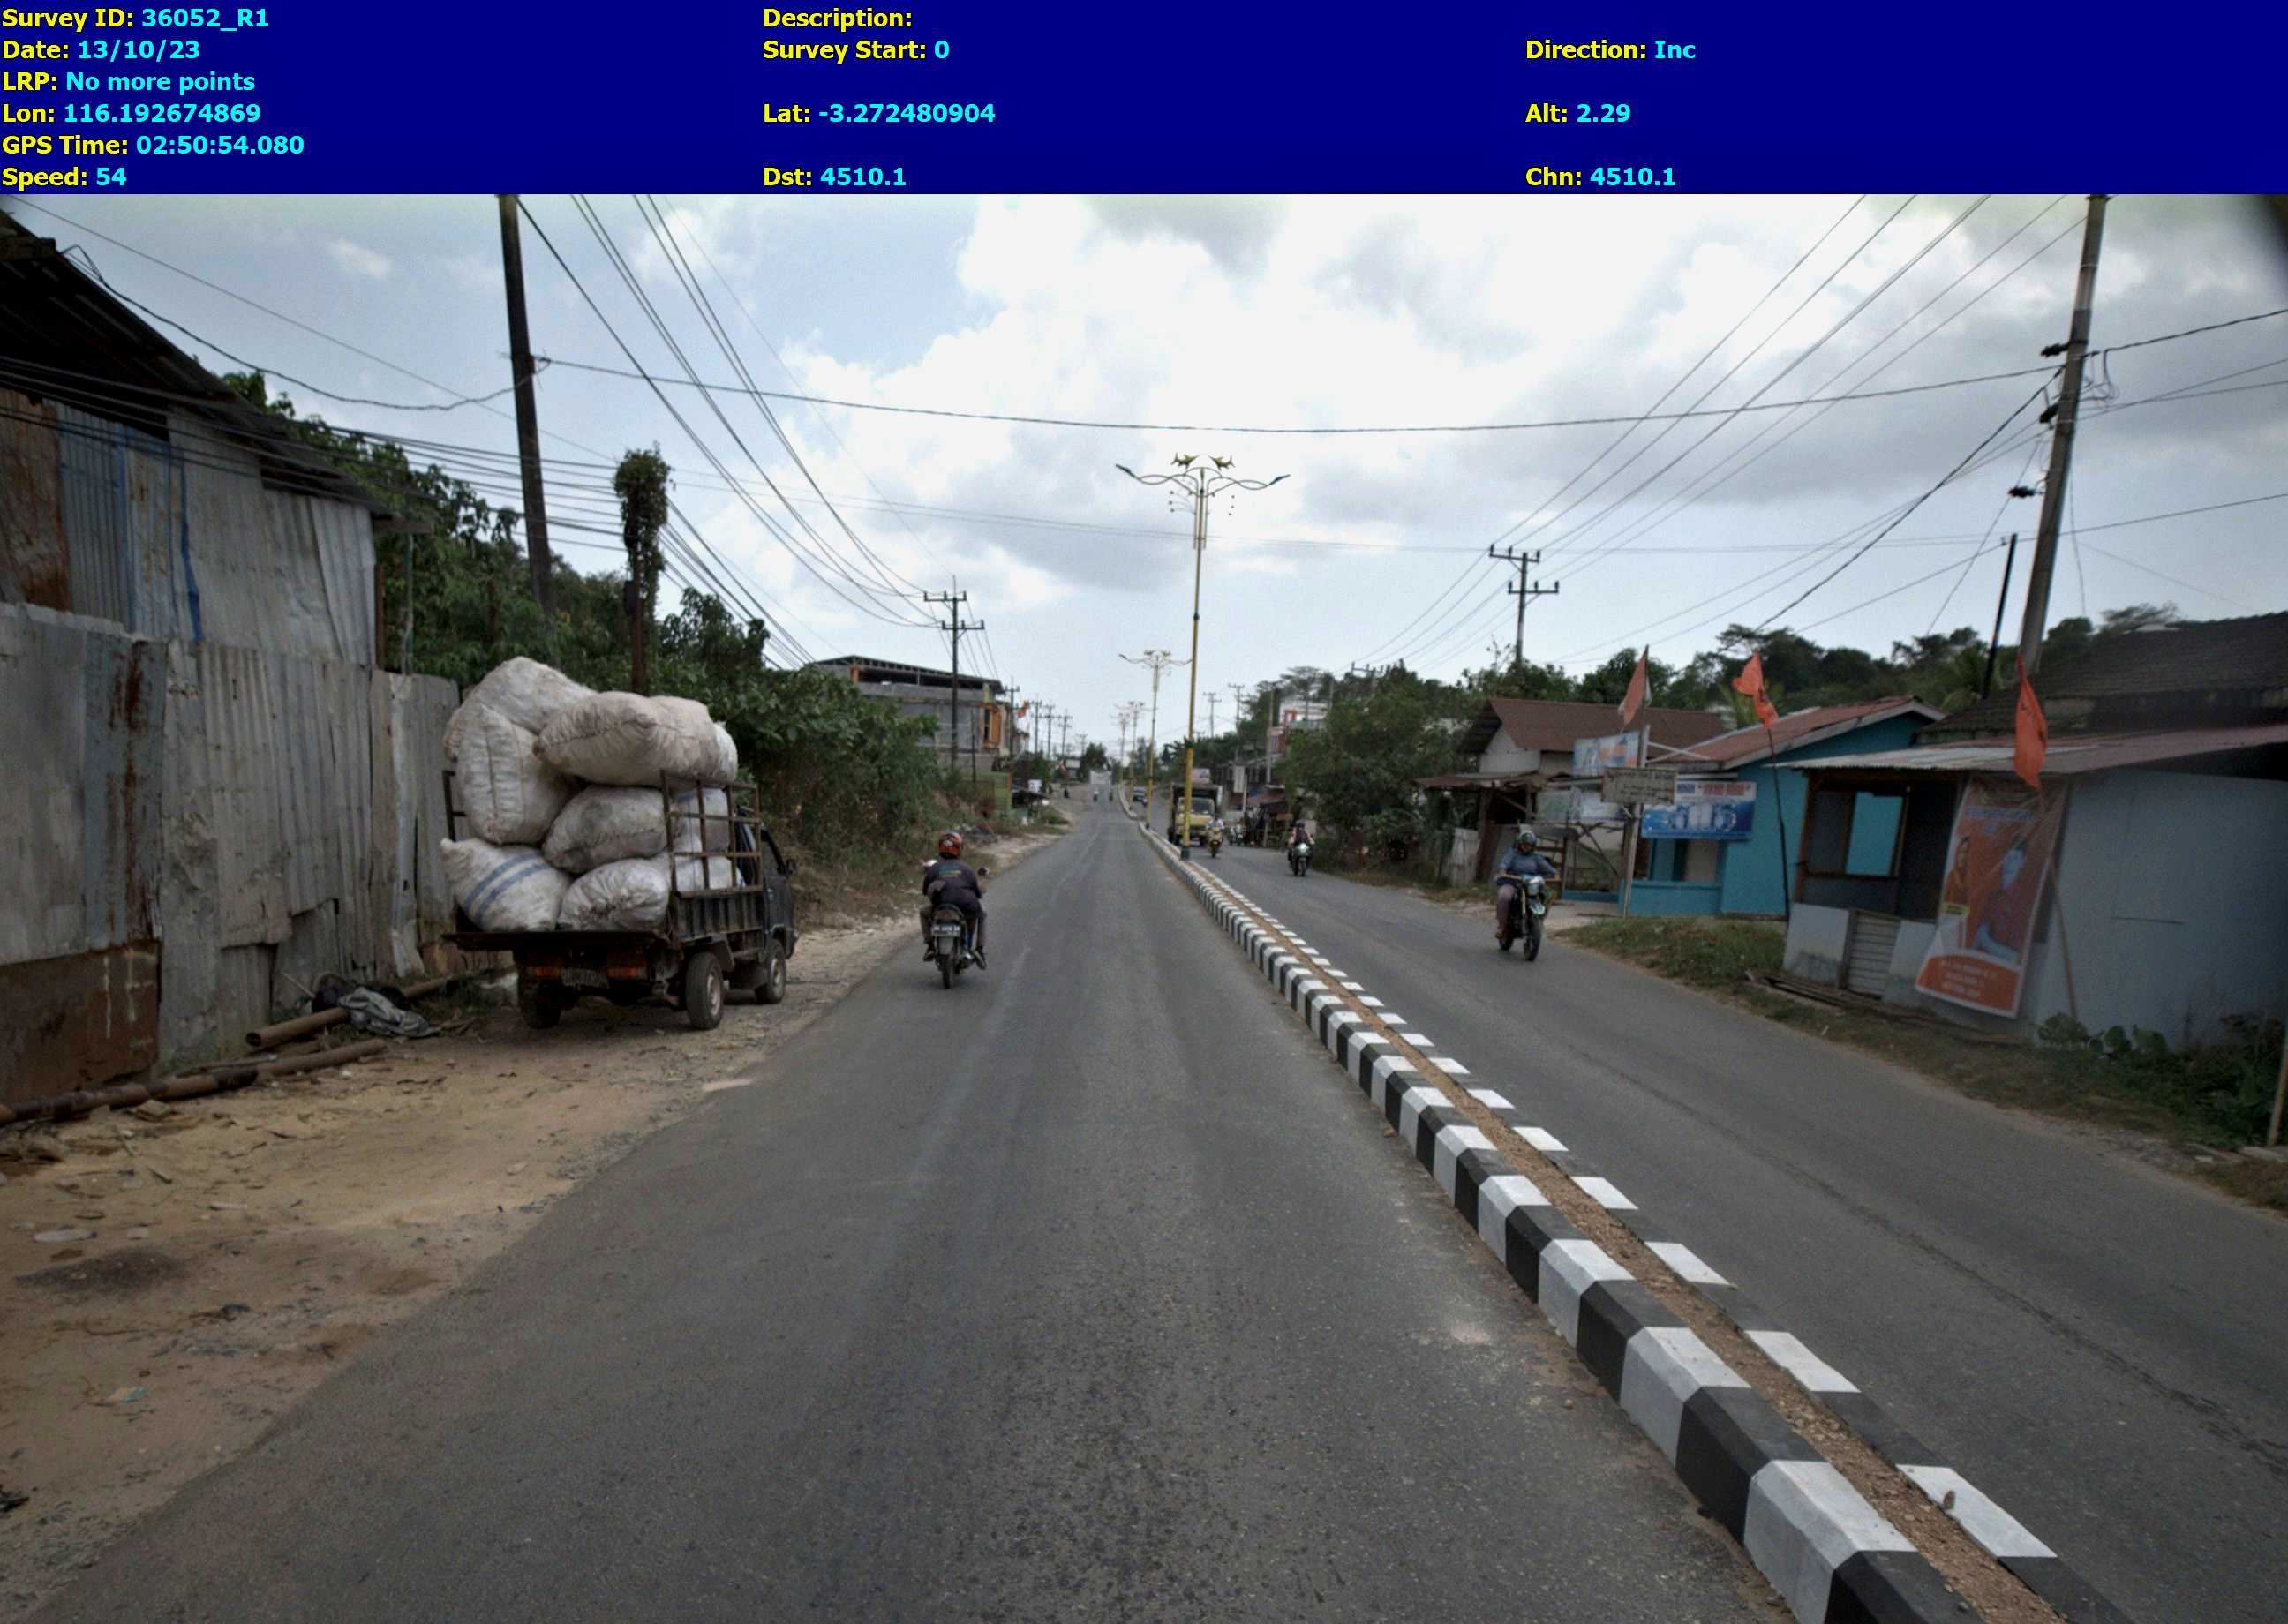 Survey ID: 36052_R1
Description:
Date: 13/10/23
Survey Start: 0
Direction: Inc
LRP: No more points
Lon: 116.192674869
Lat: -3.272480904
Alt: 2.29
GPS Time: 02:50:54.080
Speed: 54
Dst: 4510.1
Chn: 4510.1